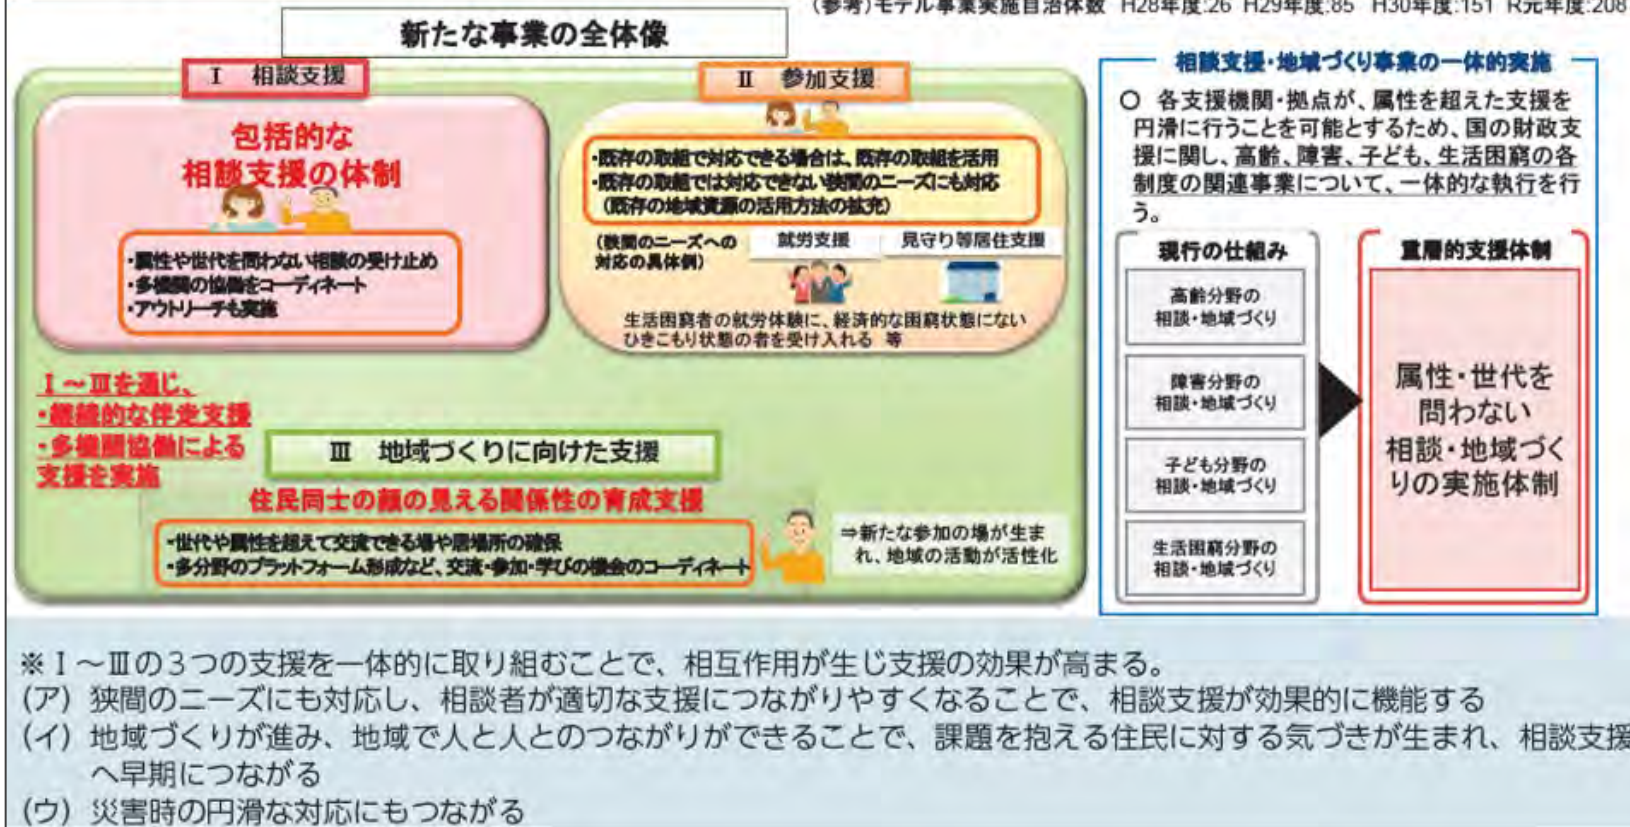 (参考)モデル事業実施自治体数 H28年度:26 H29年度:85 H30年度:151 R元年度:208
新たな事業の全体像
Ⅰ 相談支援
包括的な
相談支援の体制
・属性や世代を問わない相談の受け止め
・多機関の協働をコーディネート
・アウトリーチも実施
Ⅱ 参加支援
・既存の取組で対応できる場合は、既存の取組を活用
・既存の取組では対応できない狭間のニーズにも対応
(既存の地域資源の活用方法の拡充)
(狭間のニーズへの
対応の具体例)
就労支援
見守り等居住支援
生活困窮者の就労体験に、経済的な困窮状態にない
ひきこもり状態の者を受け入れる 等
Ⅰ～Ⅲを通じ、
・継続的な伴走支援
・多機関協働による
支援を実施
Ⅲ 地域づくりに向けた支援
住民同士の顔の見える関係性の育成支援
・世代や属性を超えて交流できる場や居場所の確保
・多分野のプラットフォーム形成など、交流・参加・学びの機会のコーディネート
⇒新たな参加の場が生ま
れ、地域の活動が活性化
相談支援・地域づくり事業の一体的実施
○ 各支援機関・拠点が、属性を超えた支援を
円滑に行うことを可能とするため、国の財政支
援に関し、高齢、障害、子ども、生活困窮の各
制度の関連事業について、一体的な執行を行
う。
現行の仕組み
高齢分野の
相談・地域づくり
障害分野の
相談・地域づくり
子ども分野の
相談・地域づくり
生活困窮分野の
相談・地域づくり
重層的支援体制
属性・世代を
問わない
相談・地域づく
りの実施体制
※Ⅰ～Ⅲの3つの支援を一体的に取り組むことで、相互作用が生じ支援の効果が高まる。
(ア) 狭間のニーズにも対応し、相談者が適切な支援につながりやすくなることで、相談支援が効果的に機能する
(イ) 地域づくりが進み、地域で人と人とのつながりができることで、課題を抱える住民に対する気づきが生まれ、相談支援
へ早期につながる
(ウ) 災害時の円滑な対応にもつながる